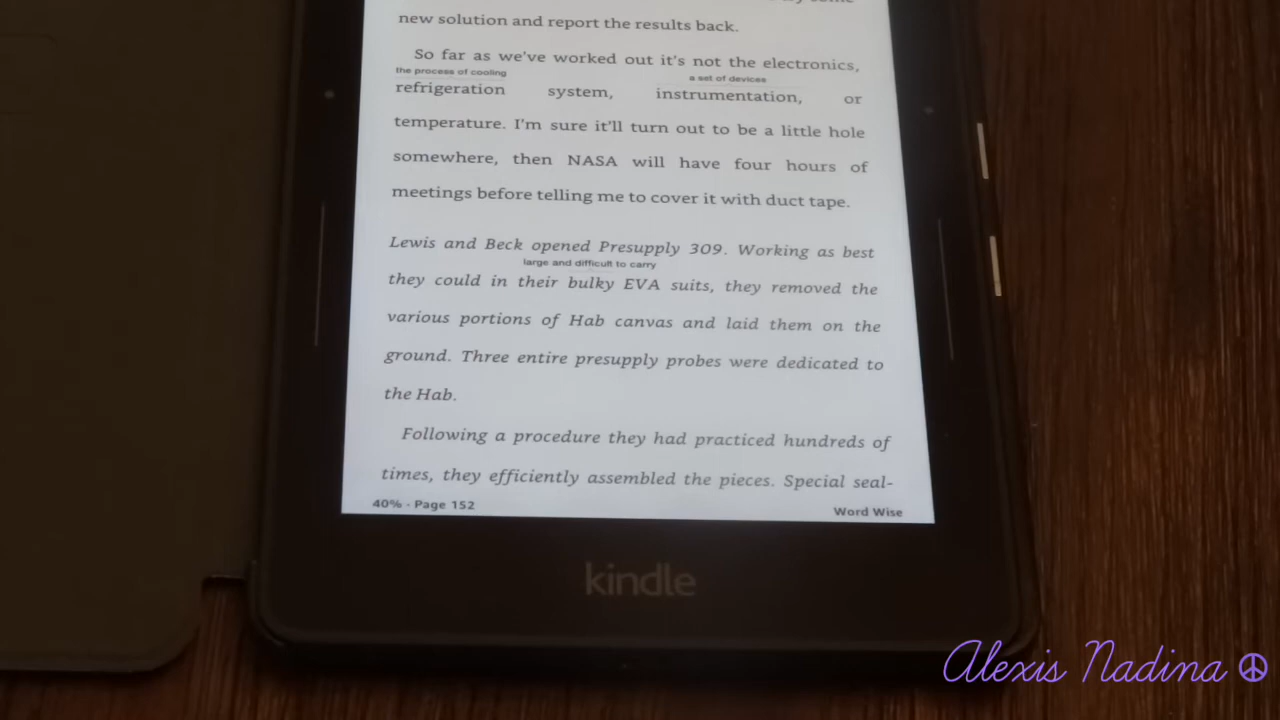 new solution and report the results back.
So far as we've worked out it's not the electronics,
the process of cooling a set of devices
refrigeration system, instrumentation, or
temperature. I'm sure it'll turn out to be a little hole
somewhere, then NASA will have four hours of
meetings before telling me to cover it with duct tape.
Lewis and Beck opened Presupply 309. Working as best
large and difficult to carry
they could in their bulky EVA suits, they removed the
various portions of Hab canvas and laid them on the
ground. Three entire presupply probes were dedicated to
the Hab.
Following a procedure they had practiced hundreds of
times, they efficiently assembled the pieces. Special seal-
40% · Page 152 Word Wise
kindle
Alexis Nadina